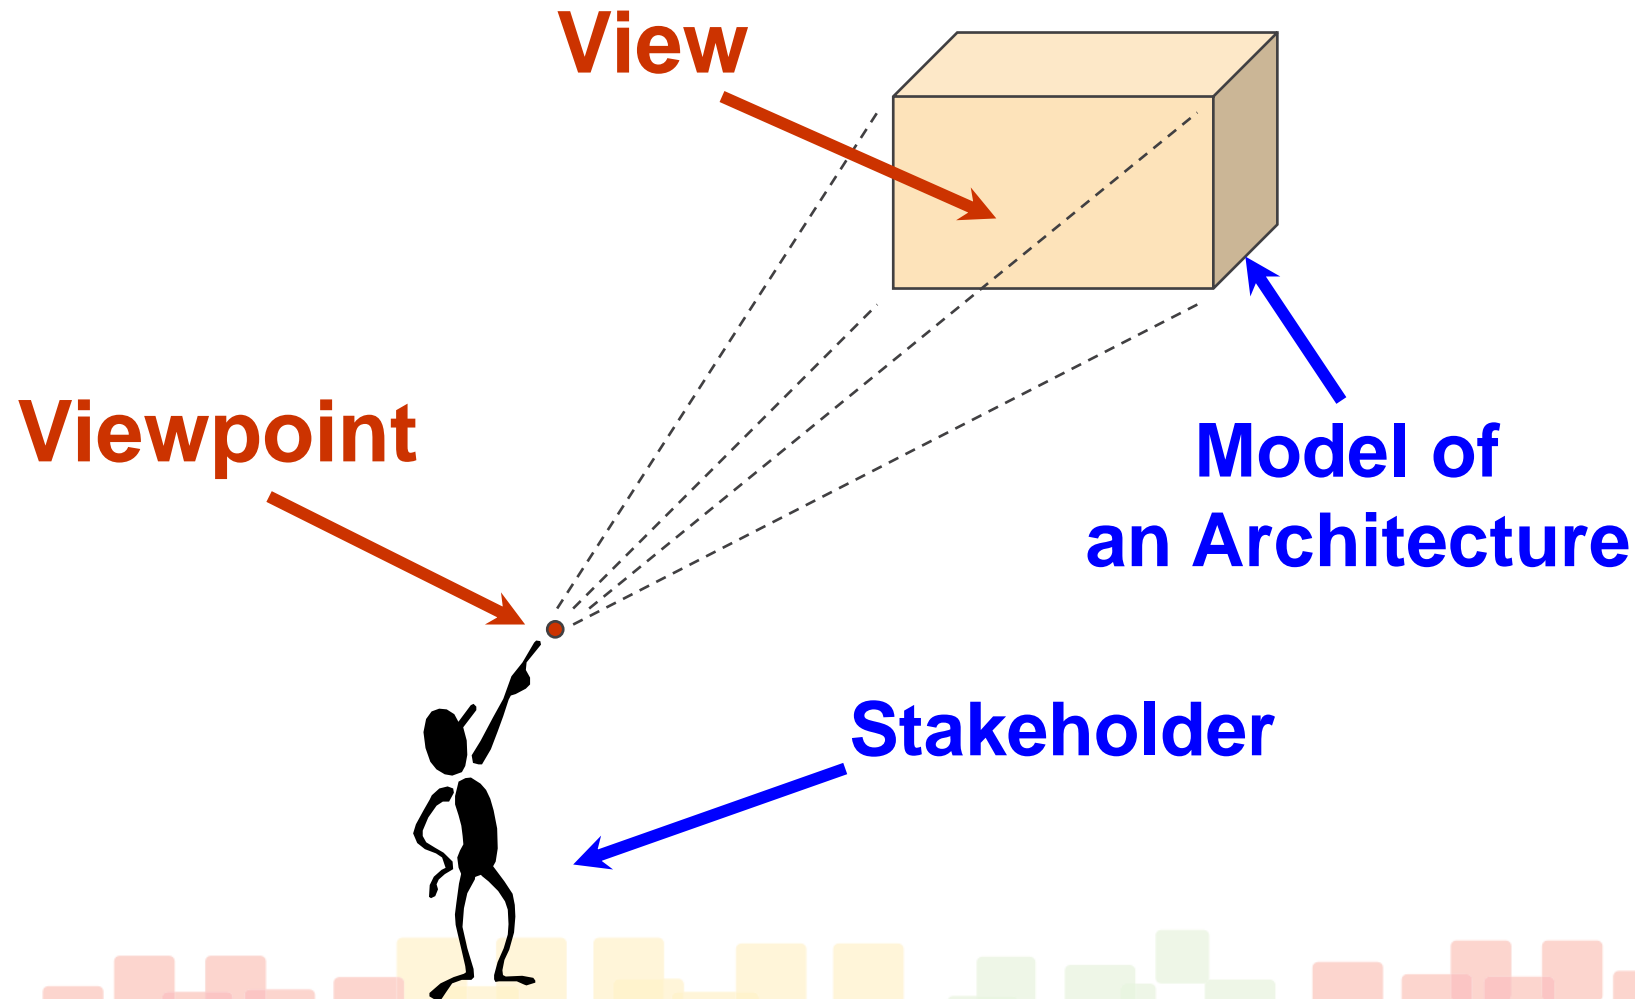 View
Viewpoint
Model of
an Architecture
Stakeholder